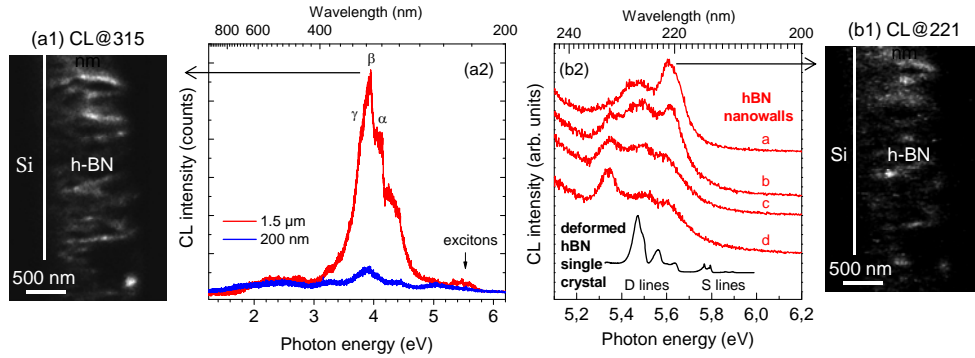 (a1) CL@315
nm
Si
h-BN
500 nm
Wavelength (nm)
800
600
400
200
CL intensity (counts)
(a2)
β
γ
α
1.5 µm
200 nm
excitons
2
3
4
5
6
Photon energy (eV)
Wavelength (nm)
240
220
200
CL intensity (arb. units)
(b2)
hBN
nanowalls
a
b
c
d
deformed
hBN
single
crystal
D lines
S lines
5,2
5,4
5,6
5,8
6,0
6,2
Photon energy (eV)
(b1) CL@221
nm
Si
h-BN
500 nm